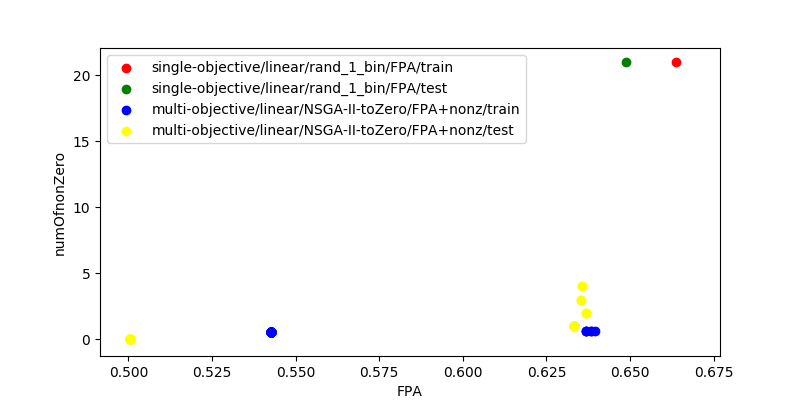 single-objective/linear/rand_1_bin/FPA/train
single-objective/linear/rand_1_bin/FPA/test
multi-objective/linear/NSGA-II-toZero/FPA+nonz/train
multi-objective/linear/NSGA-II-toZero/FPA+nonz/test
numOfnonZero
20
15
10
5
0
0.500 0.525 0.550 0.575 0.600 0.625 0.650 0.675
FPA